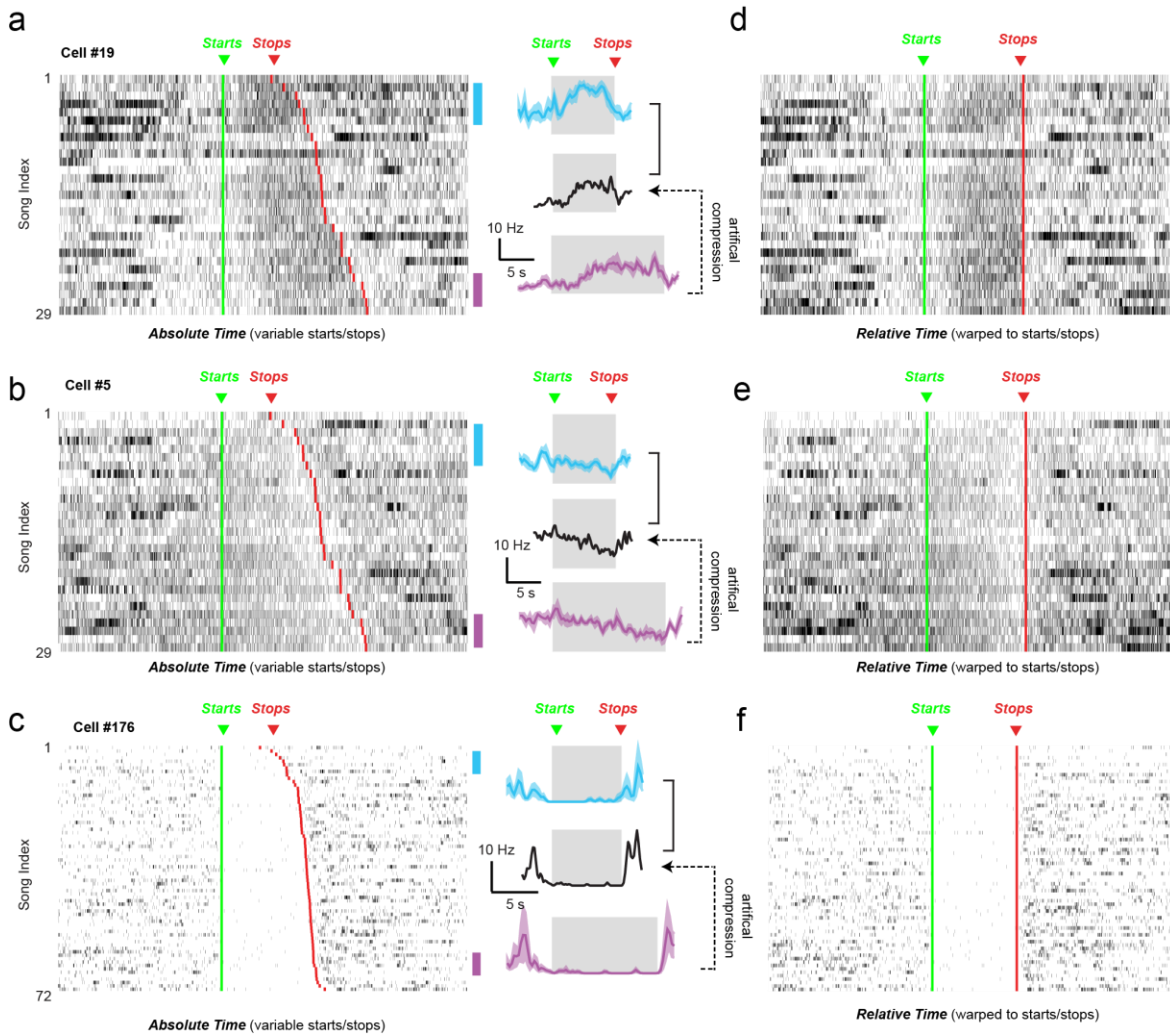 a
Cell #19
Starts
Stops
1
Song Index
29
Absolute Time (variable starts/stops)
Starts
Stops
10 Hz
5 s
artifical
compression
d
Starts
Stops
Relative Time (warped to starts/stops)
b
Cell #5
Starts
Stops
1
Song Index
29
Absolute Time (variable starts/stops)
Starts
Stops
10 Hz
5 s
artifical
compression
e
Starts
Stops
Relative Time (warped to starts/stops)
c
Cell #176
Starts
Stops
1
Song Index
72
Absolute Time (variable starts/stops)
Starts
Stops
10 Hz
5 s
artifical
compression
f
Starts
Stops
Relative Time (warped to starts/stops)